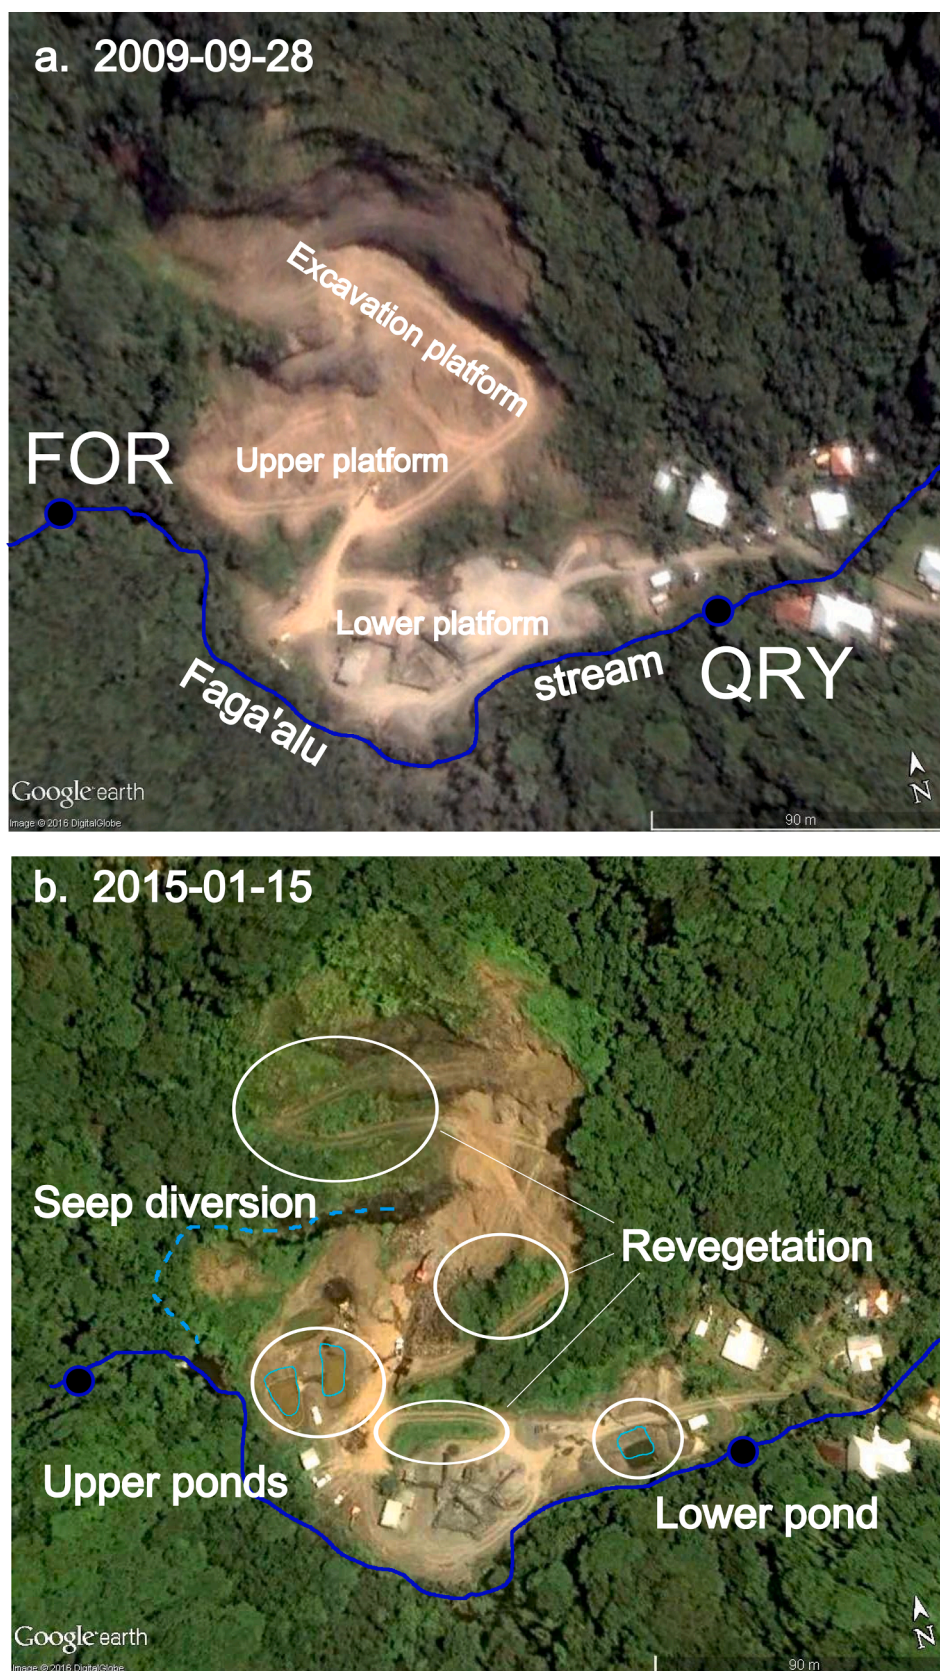 a. 2009-09-28
Excavation platform
FOR
Upper platform
Lower platform
Faga'alu
stream
QRY
Google earth
Image © 2016 DigitalGlobe
N
90 m
b. 2015-01-15
Seep diversion
Revegetation
Upper ponds
Lower pond
Google earth
Image © 2016 DigitalGlobe
N
90 m